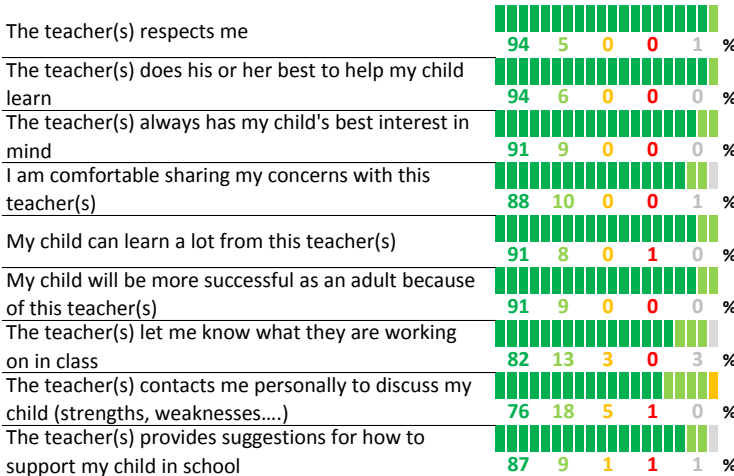 The teacher(s) respects me
94 5 0 0 1 %
The teacher(s) does his or her best to help my child
learn
94 6 0 0 0 %
The teacher(s) always has my child's best interest in
mind
91 9 0 0 0 %
I am comfortable sharing my concerns with this
teacher(s)
88 10 0 0 1 %
My child can learn a lot from this teacher(s)
91 8 0 1 0 %
My child will be more successful as an adult because
of this teacher(s)
91 9 0 0 0 %
The teacher(s) let me know what they are working
on in class
82 13 3 0 3 %
The teacher(s) contacts me personally to discuss my
child (strengths, weaknesses....)
76 18 5 1 0 %
The teacher(s) provides suggestions for how to
support my child in school
87 9 1 1 1 %